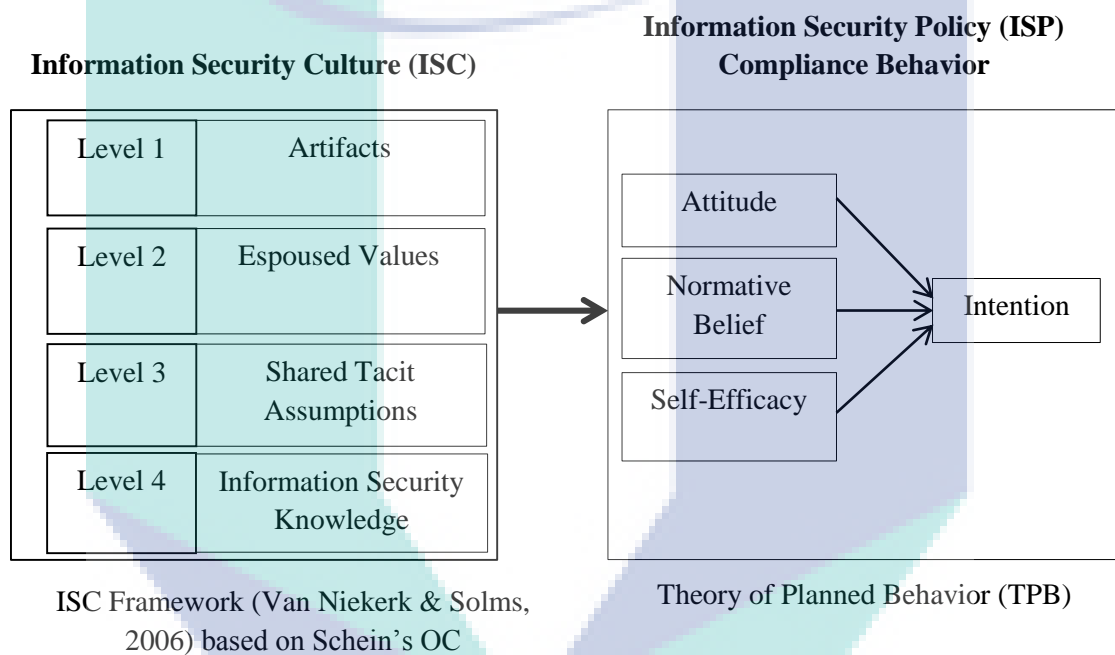 Information Security Culture (ISC)
Information Security Policy (ISP)
Compliance Behavior
Level 1
Artifacts
Level 2
Espoused Values
Level 3
Shared Tacit
Assumptions
Level 4
Information Security
Knowledge
Attitude
Normative
Belief
Self-Efficacy
Intention
ISC Framework (Van Niekerk & Solms,
2006) based on Schein's OC
Theory of Planned Behavior (TPB)